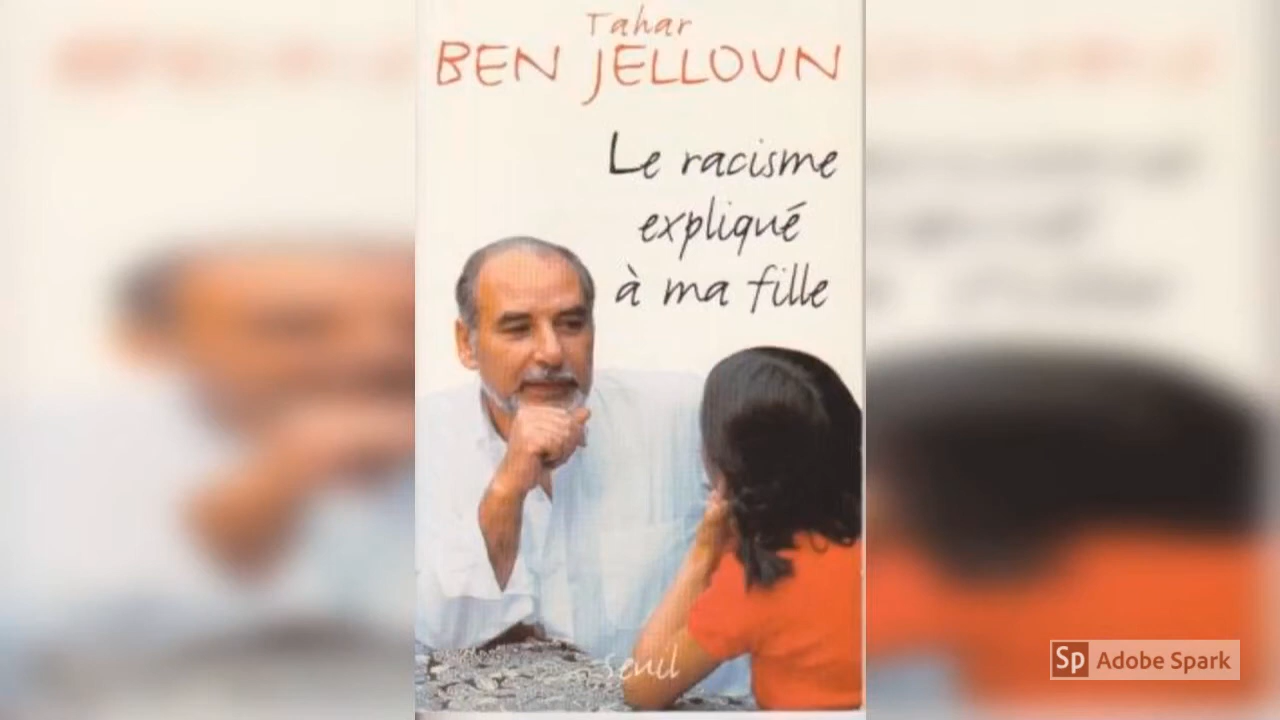 Tahar
BEN JELLOUN
Le racisme
expliqué
à ma fille
Seuil
Sp Adobe Spark